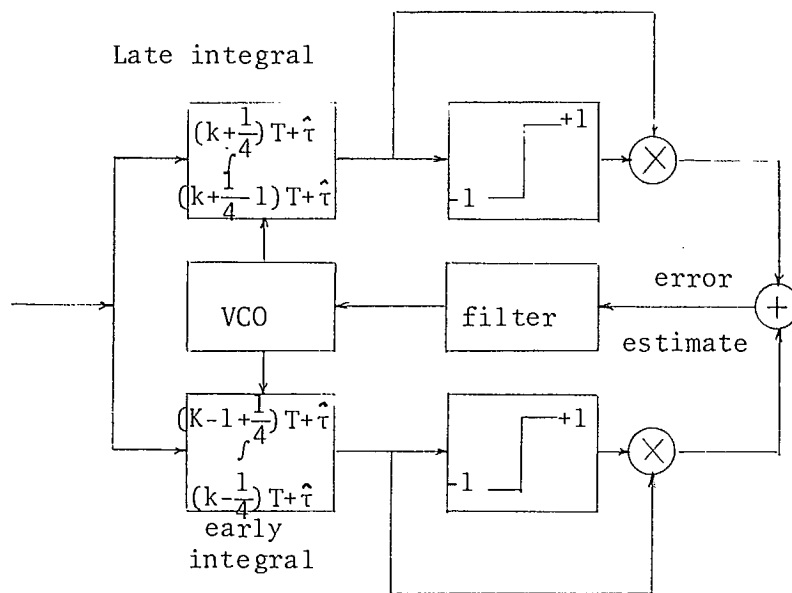 Late integral
(k+1/4)T+τ̂
∫
(k+1/4-1)T+τ̂
+1
-1
×
VCO
filter
error
+
estimate
(K-1+1/4)T+τ̂
∫
(k-1/4)T+τ̂
+1
-1
×
early
integral